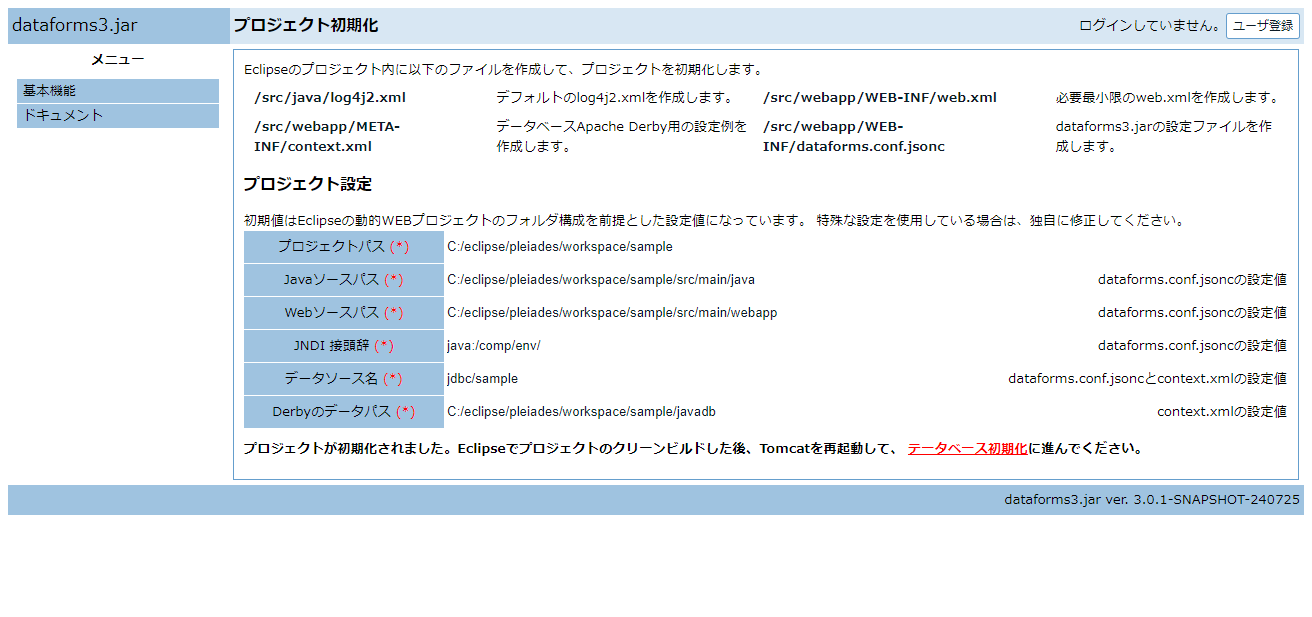 dataforms3.jar
プロジェクト初期化
ログインしていません。 ユーザ登録
メニュー
基本機能
ドキュメント
Eclipseのプロジェクト内に以下のファイルを作成して、プロジェクトを初期化します。
/src/java/log4j2.xml
デフォルトのlog4j2.xmlを作成します。
/src/webapp/WEB-INF/web.xml
必要最小限のweb.xmlを作成します。
/src/webapp/META-
INF/context.xml
データベースApache Derby用の設定例を
作成します。
/src/webapp/WEB-
INF/dataforms.conf.jsonc
dataforms3.jarの設定ファイルを作
成します。
プロジェクト設定
初期値はEclipseの動的WEBプロジェクトのフォルダ構成を前提とした設定値になっています。 特殊な設定を使用している場合は、独自に修正してください。
プロジェクトパス (*) C:/eclipse/pleiades/workspace/sample
Javaソースパス (*) C:/eclipse/pleiades/workspace/sample/src/main/java dataforms.conf.jsoncの設定値
Webソースパス (*) C:/eclipse/pleiades/workspace/sample/src/main/webapp dataforms.conf.jsoncの設定値
JNDI 接頭辞 (*) java:/comp/env/ dataforms.conf.jsoncの設定値
データソース名 (*) jdbc/sample dataforms.conf.jsoncとcontext.xmlの設定値
Derbyのデータパス (*) C:/eclipse/pleiades/workspace/sample/javadb context.xmlの設定値
プロジェクトが初期化されました。Eclipseでプロジェクトのクリーンビルドした後、Tomcatを再起動して、 データベース初期化に進んでください。
dataforms3.jar ver. 3.0.1-SNAPSHOT-240725